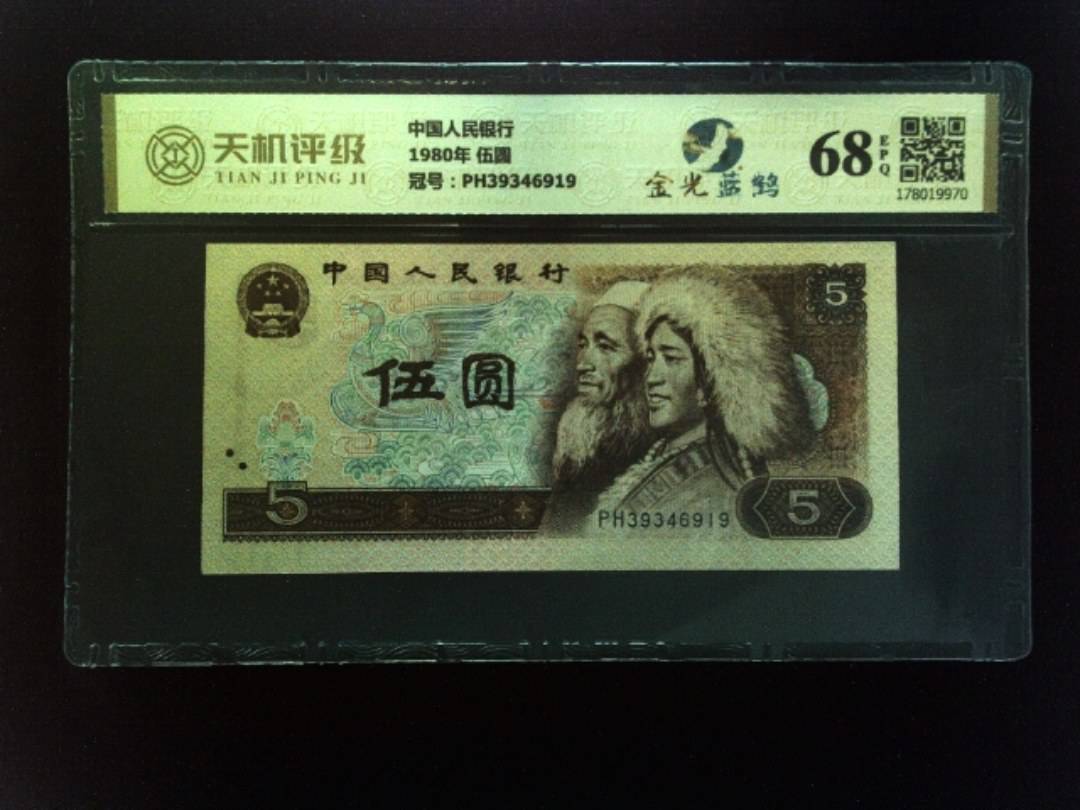 天机评级
TIAN JI PING JI
中国人民银行
1980年 伍圆
冠号：PH39346919
金光蓝鹤
68
EPQ
178019970
中国人民银行
5
伍圆
5
PH39346919
5